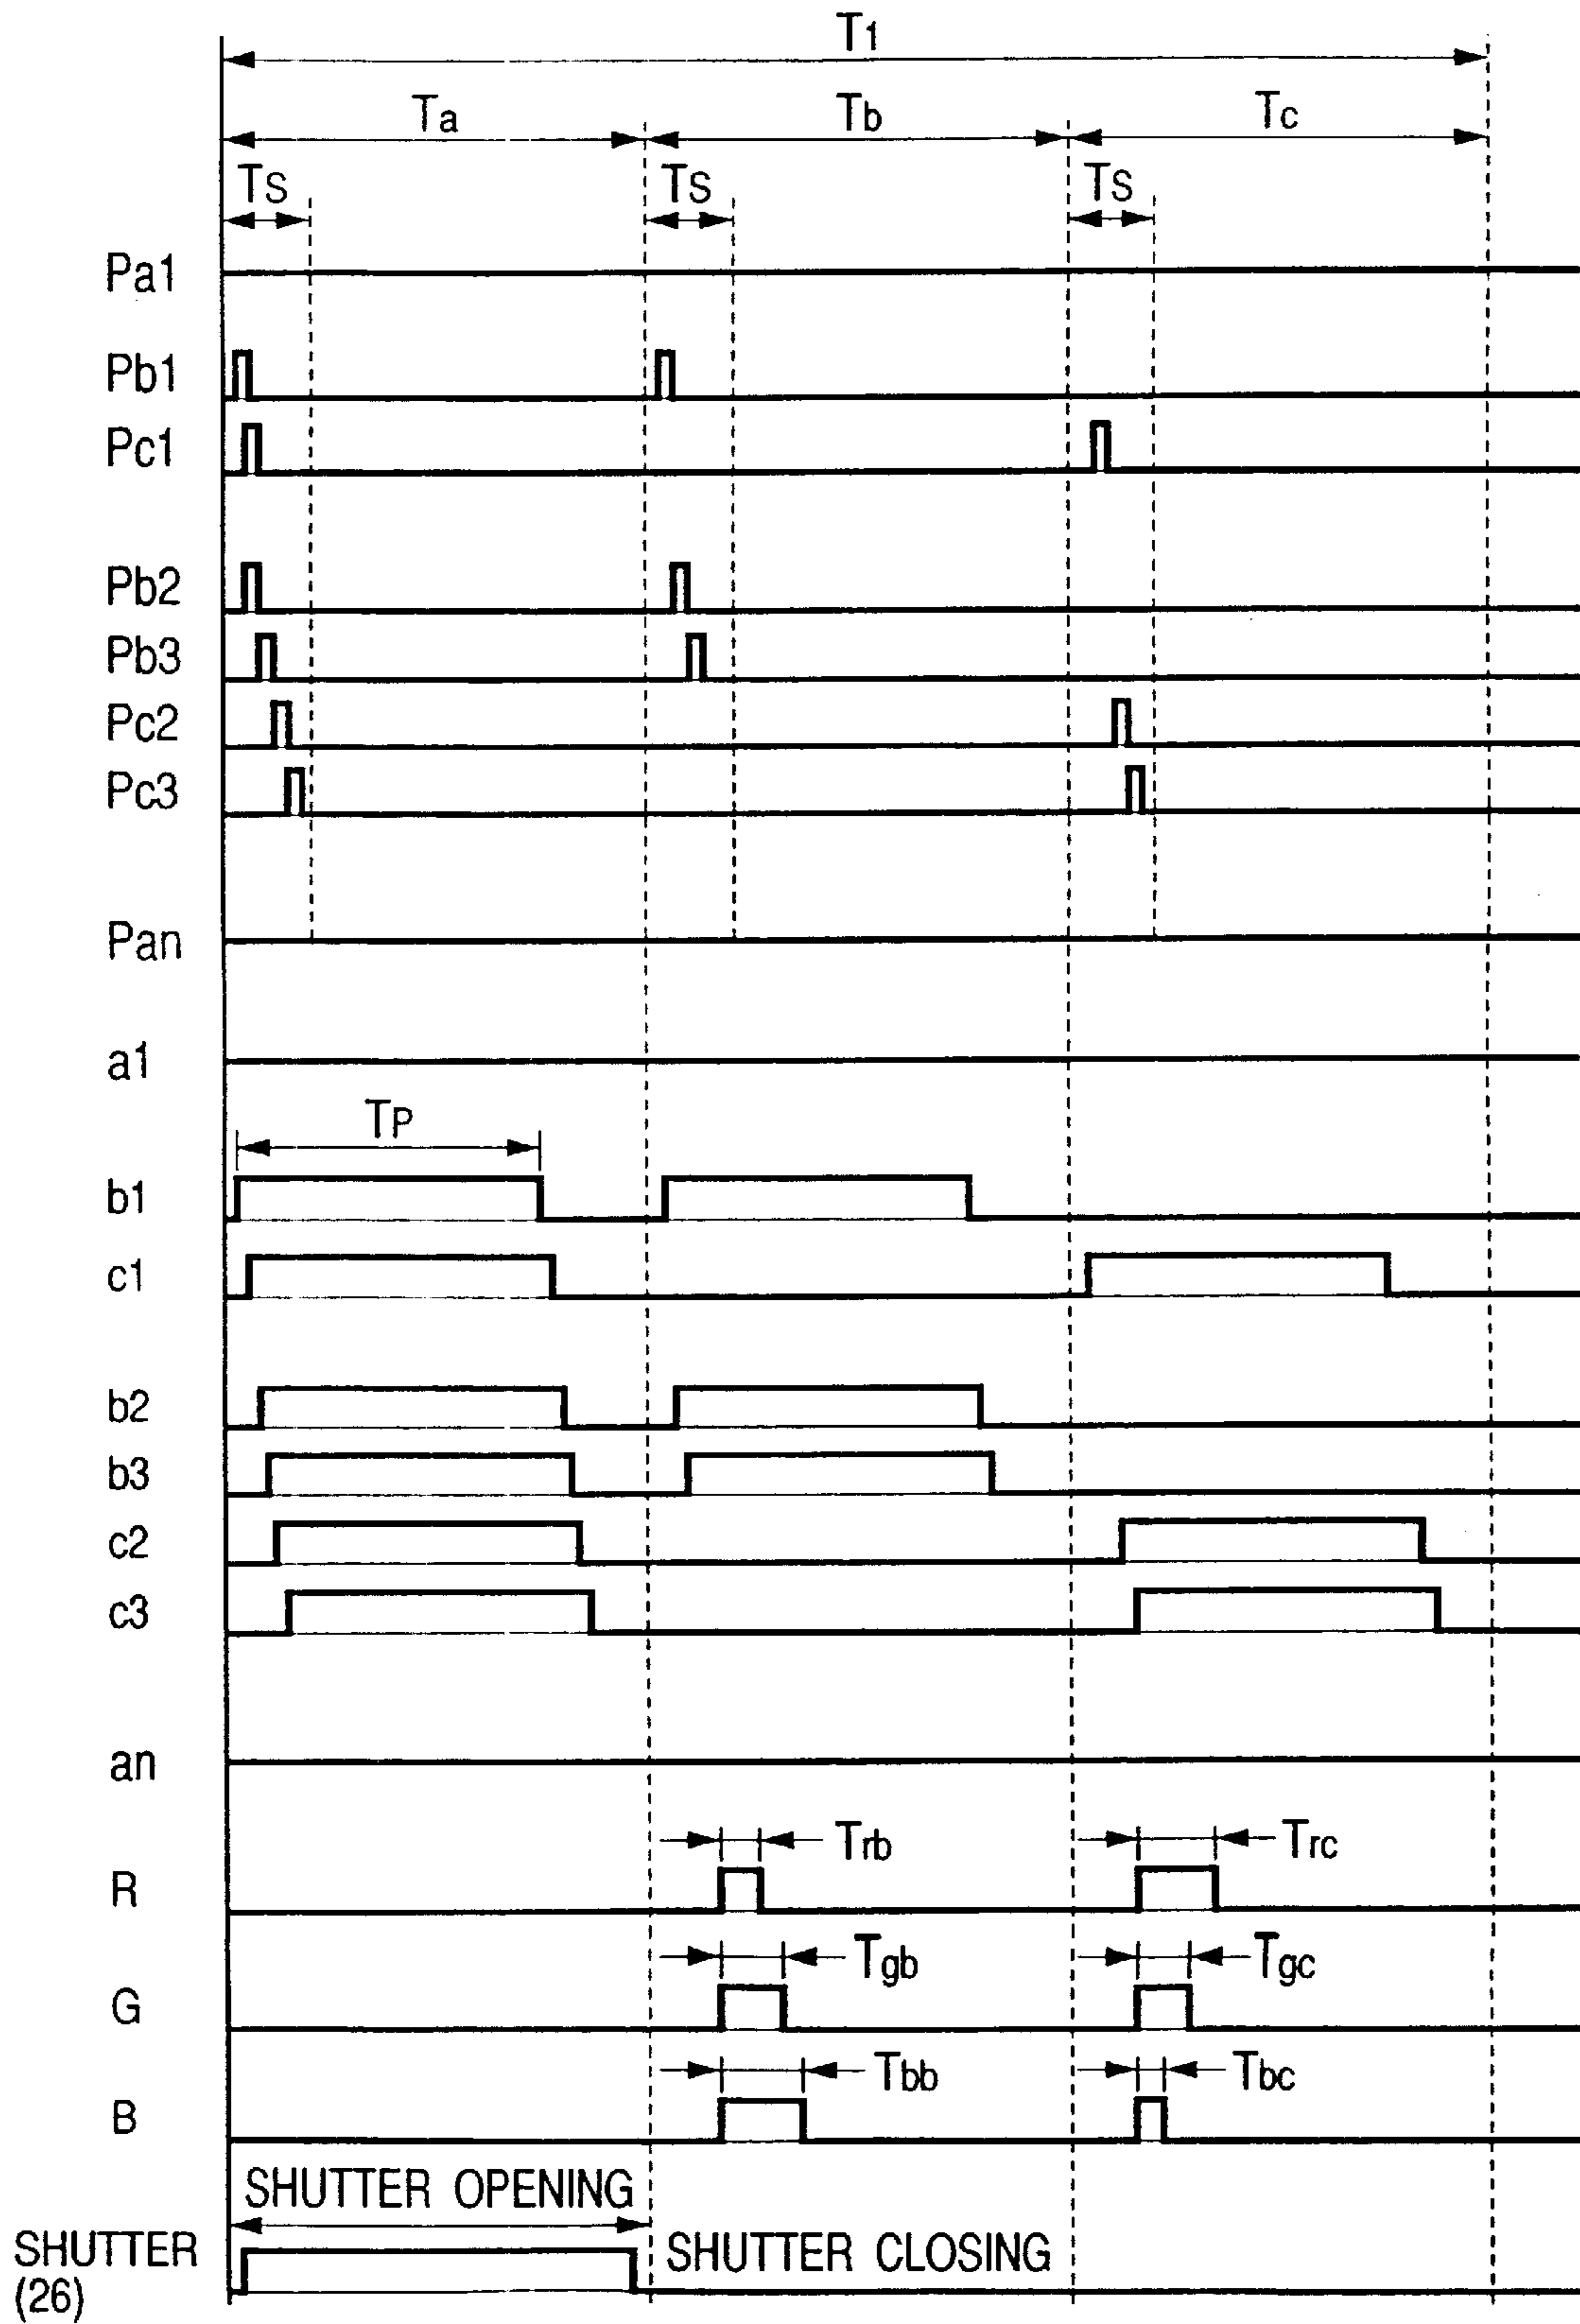 T1
Ta Tb Tc
TS TS TS
Pa1
Pb1
Pc1
Pb2
Pb3
Pc2
Pc3
Pan
a1
TP
b1
c1
b2
b3
c2
c3
an
Trb Trc
R
Tgb Tgc
G
Tbb Tbc
B
SHUTTER OPENING
SHUTTER SHUTTER CLOSING
(26)